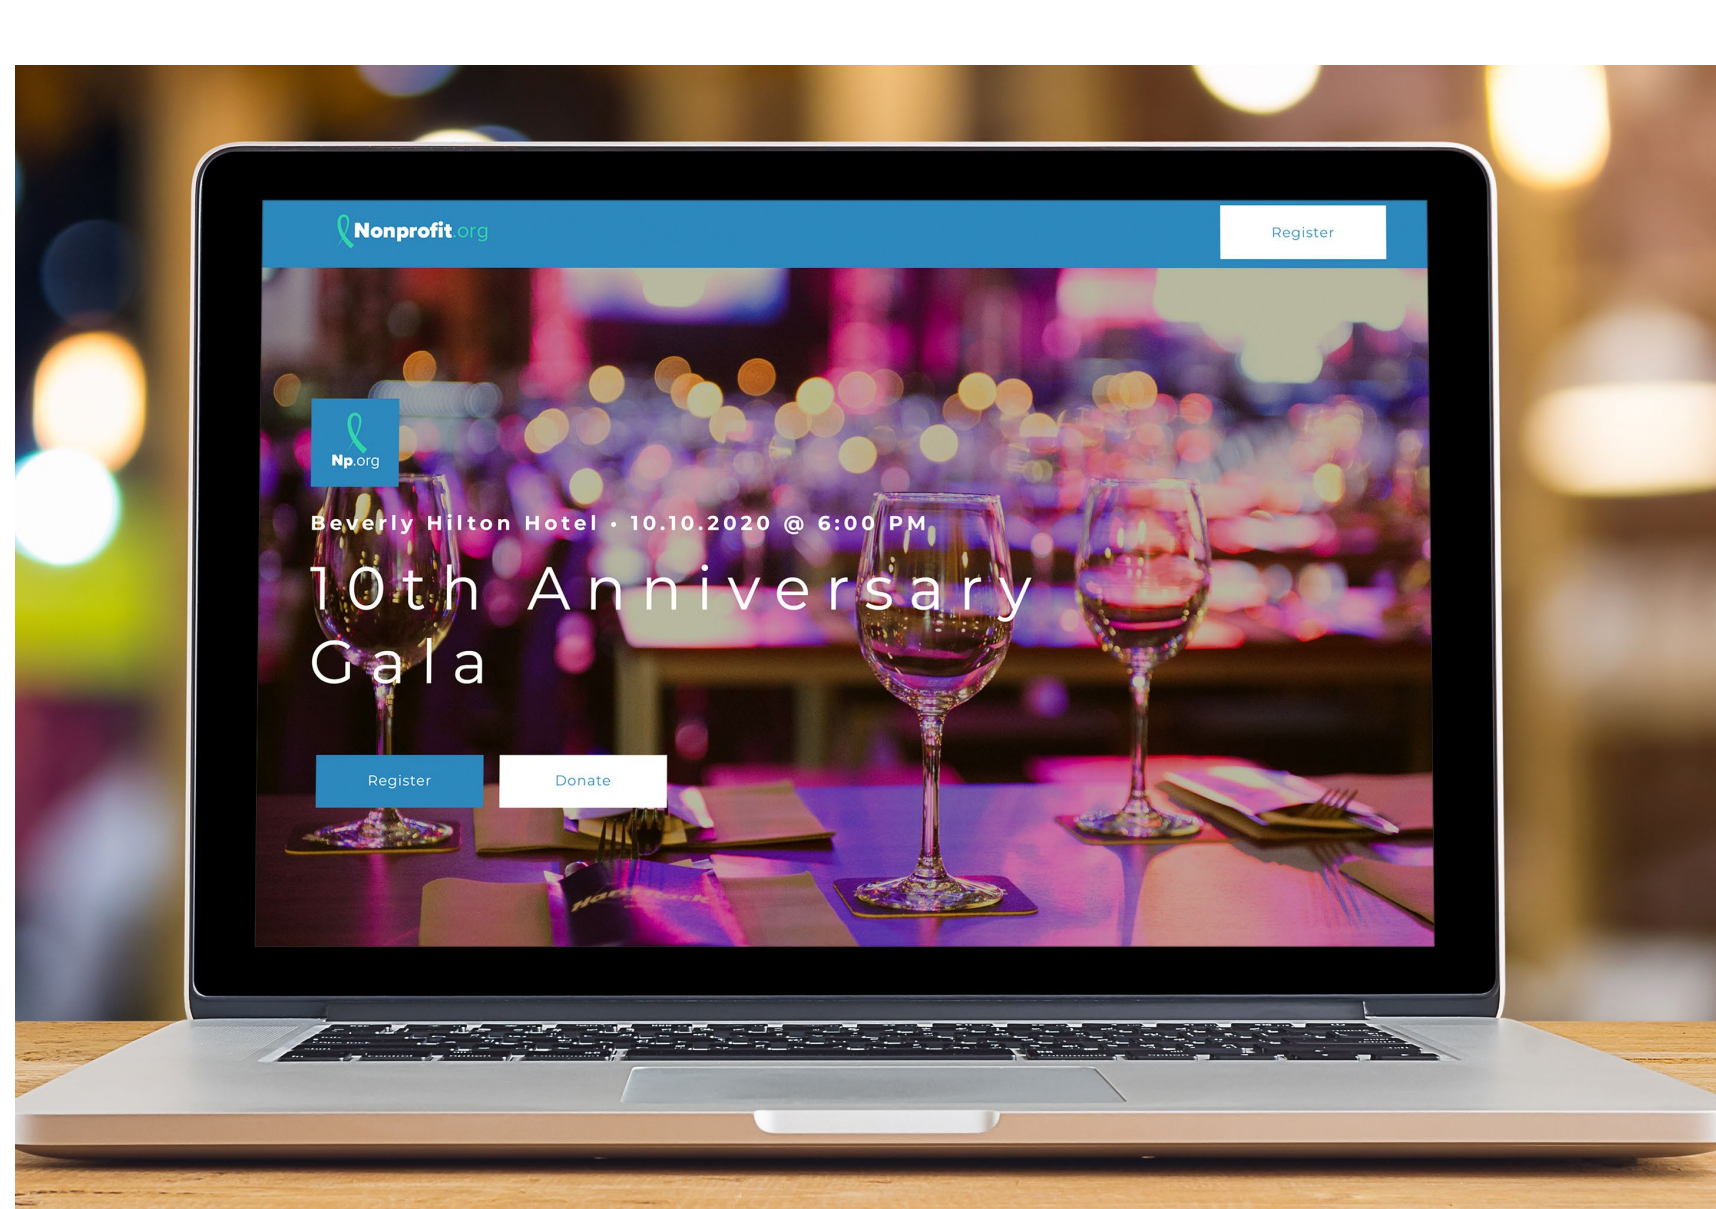 Nonprofit.org
Register
Np.org
Beverly Hilton Hotel • 10.10.2020 @ 6:00 PM
10th Anniversary
Gala
Register
Donate